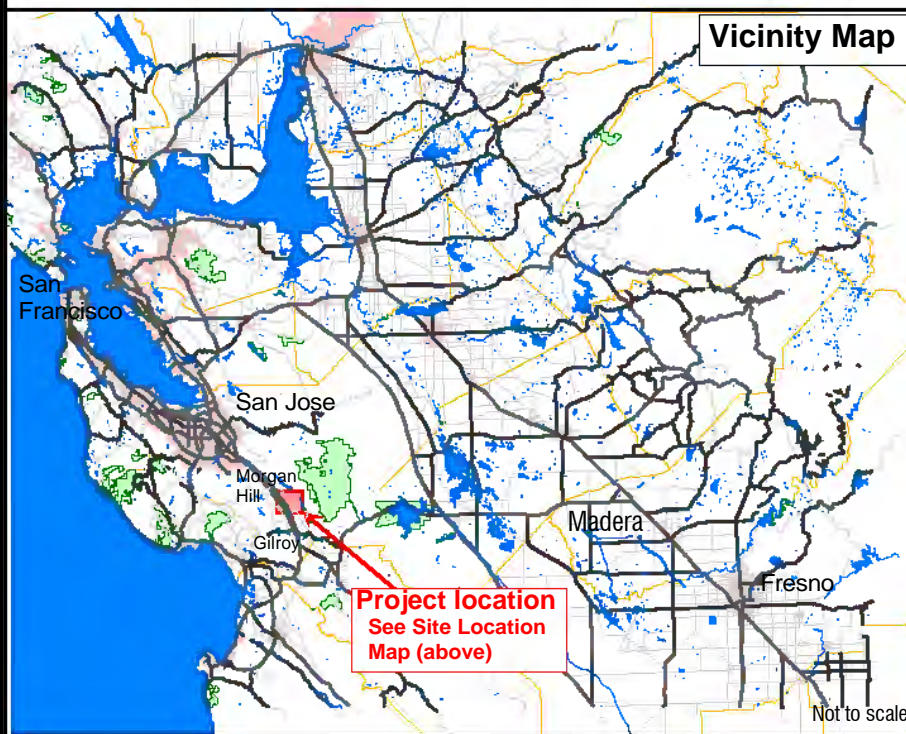 Vicinity Map
San
Francisco
San Jose
Morgan
Hill
Gilroy
Madera
Fresno
Project location
See Site Location
Map (above)
Not to scale